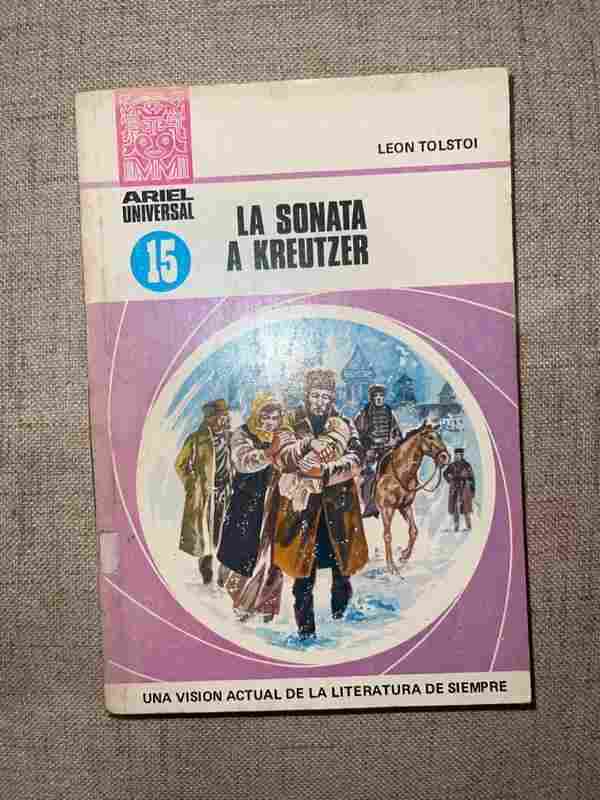 LEON TOLSTOI
ARIEL
UNIVERSAL
15
LA SONATA
A KREUTZER
UNA VISION ACTUAL DE LA LITERATURA DE SIEMPRE